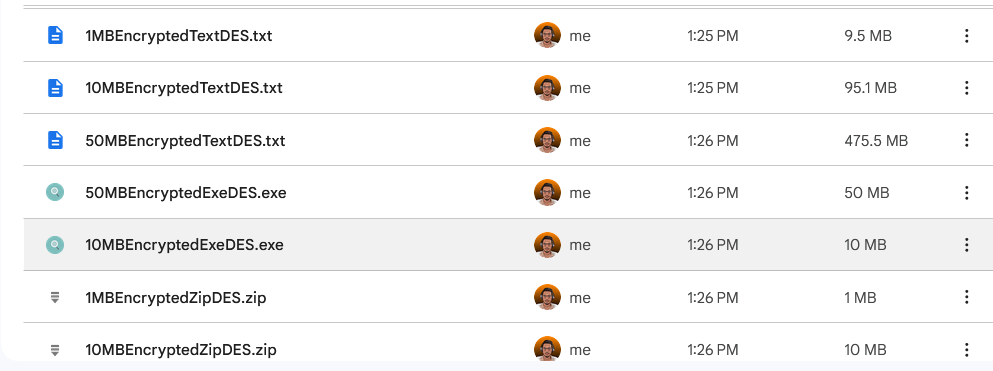 1MBEncryptedTextDES.txt me 1:25 PM 9.5 MB
10MBEncryptedTextDES.txt me 1:25 PM 95.1 MB
50MBEncryptedTextDES.txt me 1:26 PM 475.5 MB
50MBEncryptedExeDES.exe me 1:26 PM 50 MB
10MBEncryptedExeDES.exe me 1:26 PM 10 MB
1MBEncryptedZipDES.zip me 1:26 PM 1 MB
10MBEncryptedZipDES.zip me 1:26 PM 10 MB